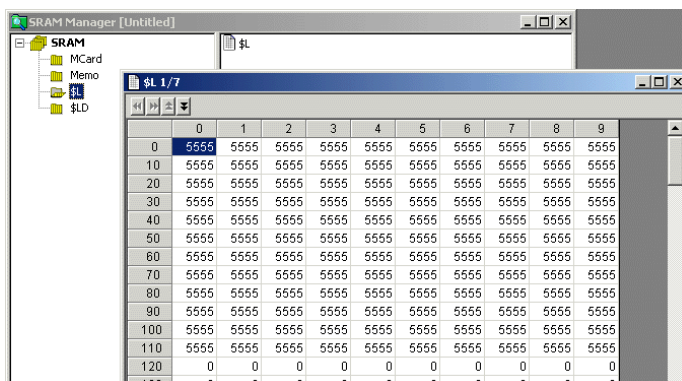 SRAM Manager [Untitled]
SRAM
MCard
Memo
$L
$LD
$L
$L 1/7
0 1 2 3 4 5 6 7 8 9
0 5555 5555 5555 5555 5555 5555 5555 5555 5555 5555
10 5555 5555 5555 5555 5555 5555 5555 5555 5555 5555
20 5555 5555 5555 5555 5555 5555 5555 5555 5555 5555
30 5555 5555 5555 5555 5555 5555 5555 5555 5555 5555
40 5555 5555 5555 5555 5555 5555 5555 5555 5555 5555
50 5555 5555 5555 5555 5555 5555 5555 5555 5555 5555
60 5555 5555 5555 5555 5555 5555 5555 5555 5555 5555
70 5555 5555 5555 5555 5555 5555 5555 5555 5555 5555
80 5555 5555 5555 5555 5555 5555 5555 5555 5555 5555
90 5555 5555 5555 5555 5555 5555 5555 5555 5555 5555
100 5555 5555 5555 5555 5555 5555 5555 5555 5555 5555
110 5555 5555 5555 5555 5555 5555 5555 5555 5555 5555
120 0 0 0 0 0 0 0 0 0 0